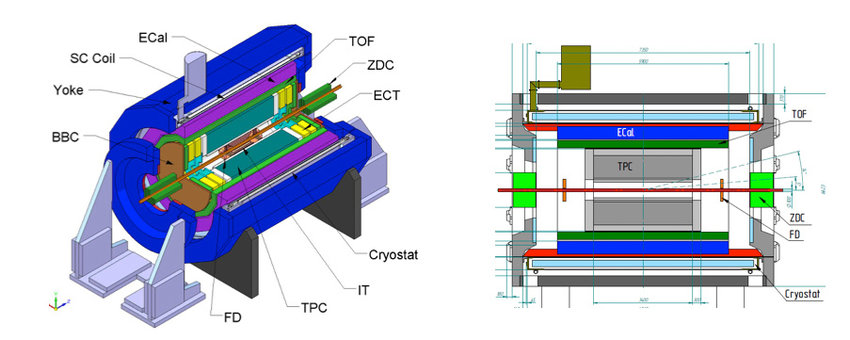 ECal
TOF
SC Coil
ZDC
Yoke
ECT
BBC
Cryostat
IT
TPC
FD
ECal
TOF
TPC
ZDC
FD
Cryostat